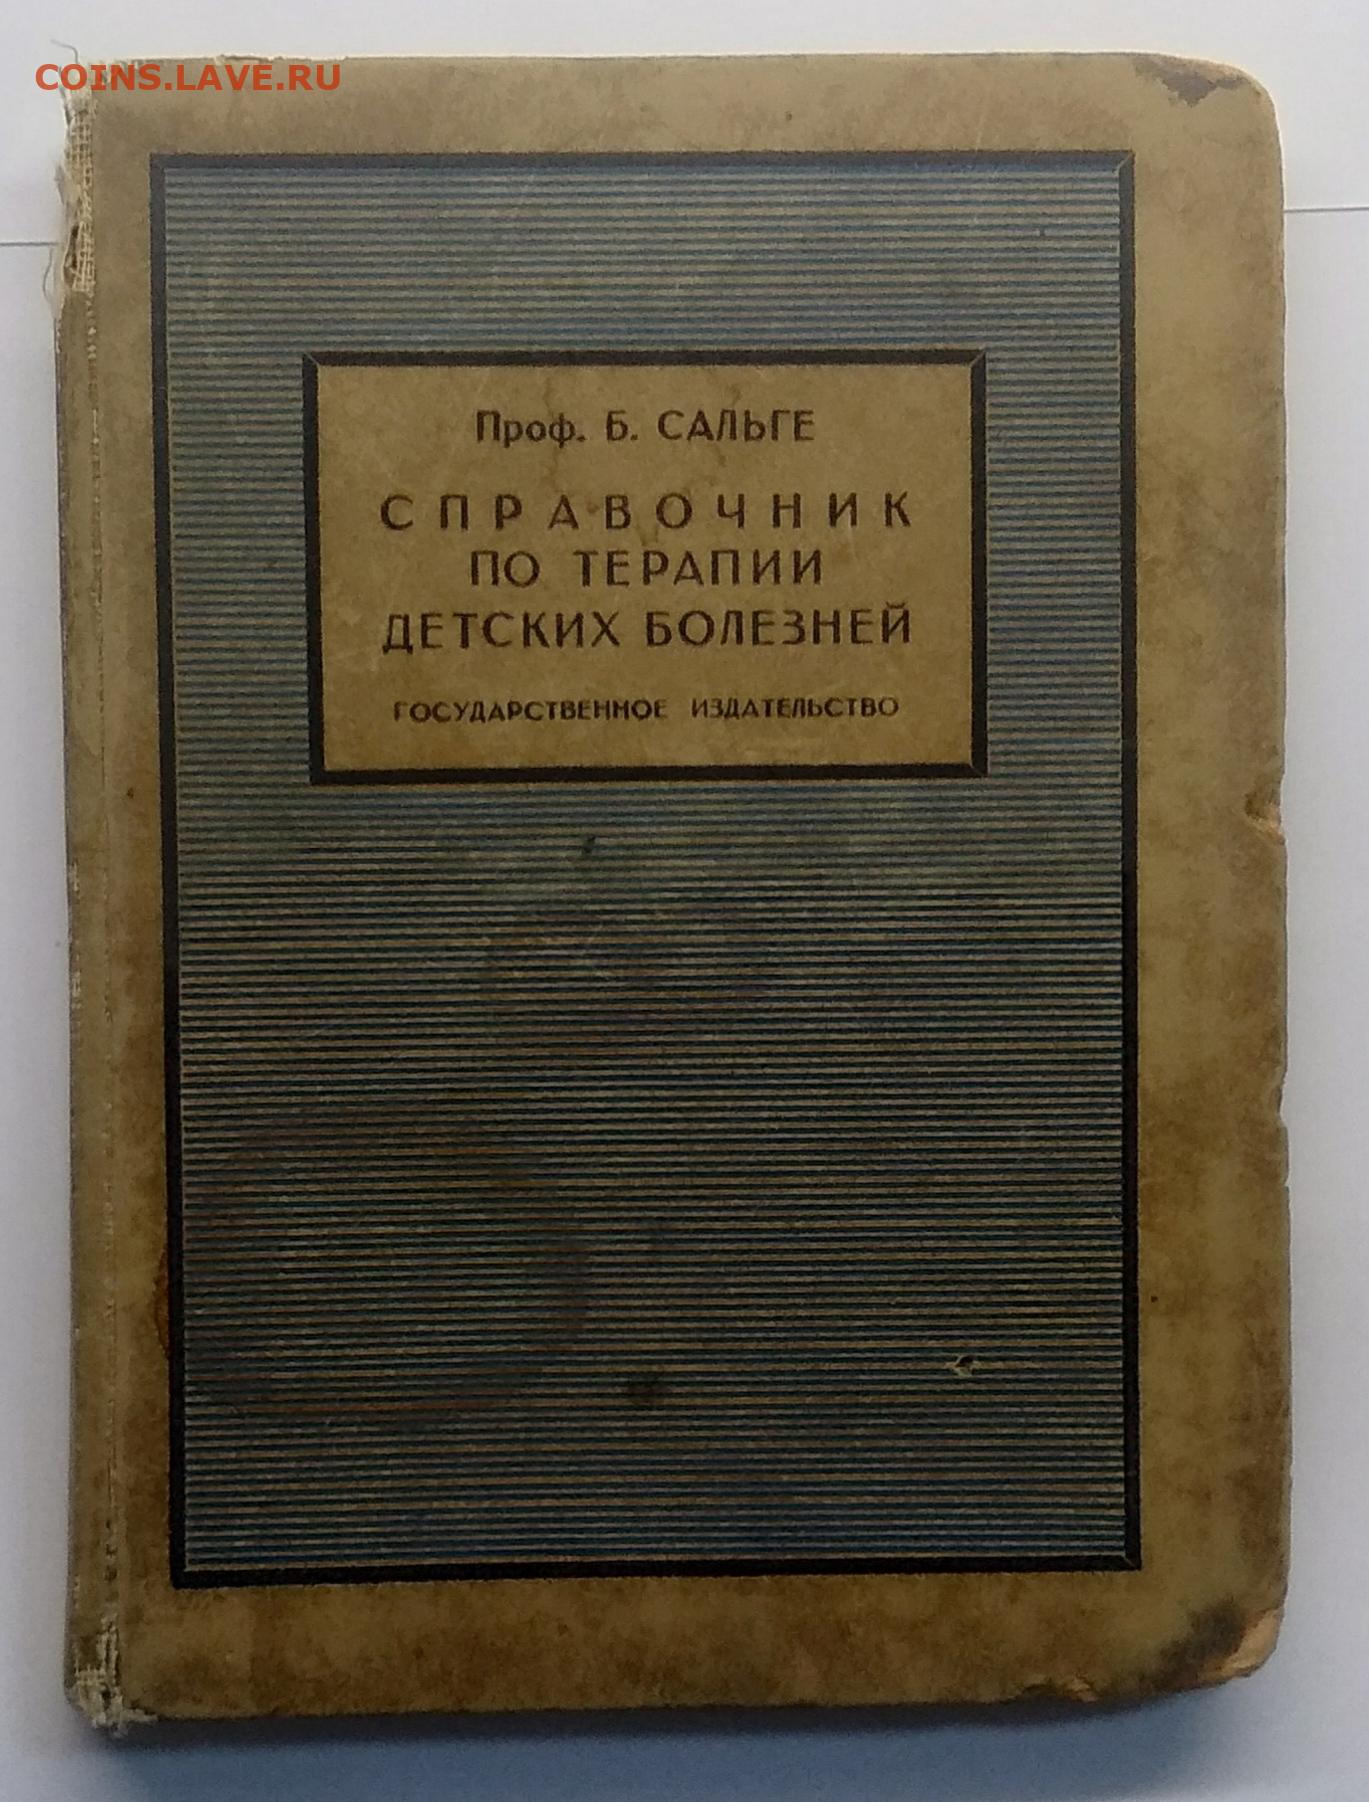 COINS.LAVE.RU
Проф. Б. САЛЬГЕ
СПРАВОЧНИК
ПО ТЕРАПИИ
ДЕТСКИХ БОЛЕЗНЕЙ
ГОСУДАРСТВЕННОЕ ИЗДАТЕЛЬСТВО